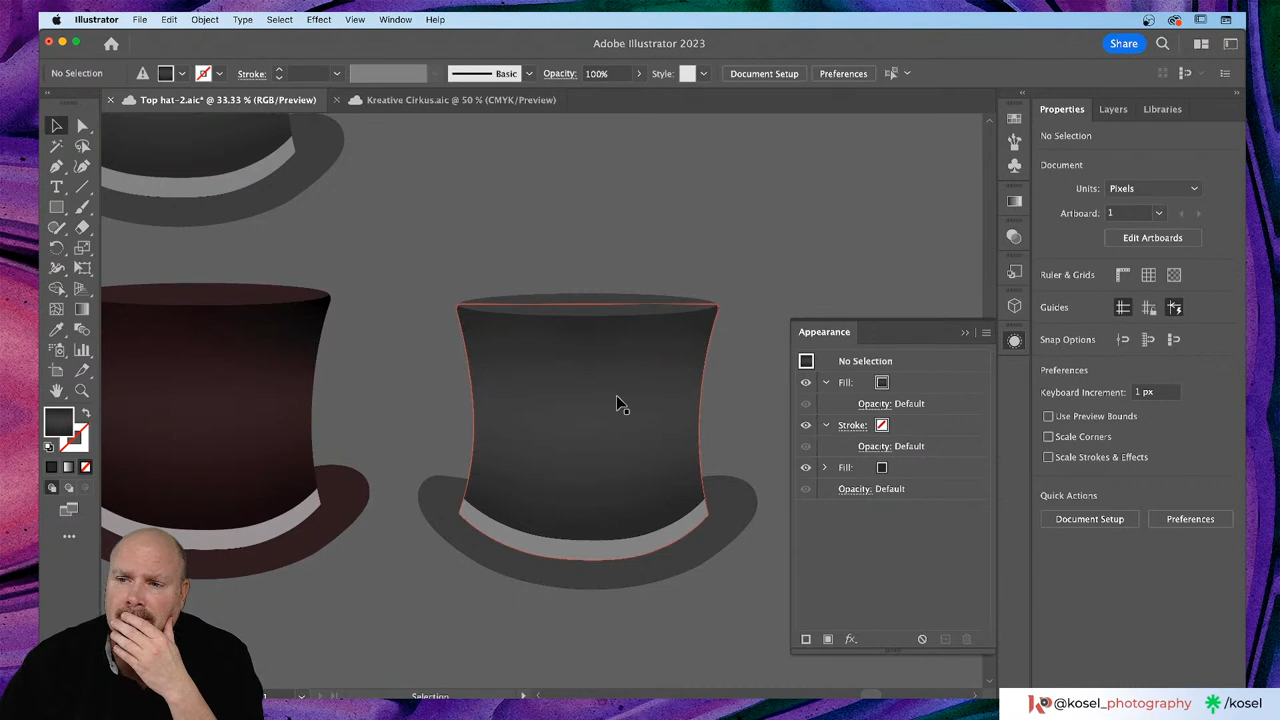 Illustrator File Edit Object Type Select Effect View Window Help
Adobe Illustrator 2023
Share
No Selection
Stroke:
Basic
Opacity: 100%
Style:
Document Setup
Preferences
Top hat-2.aic* @ 33.33 % (RGB/Preview)
Kreative Cirkus.aic @ 50 % (CMYK/Preview)
Properties Layers Libraries
No Selection
Document
Units: Pixels
Artboard: 1
Edit Artboards
Ruler & Grids
Guides
Snap Options
Preferences
Keyboard Increment: 1 px
Use Preview Bounds
Scale Corners
Scale Strokes & Effects
Quick Actions
Document Setup
Preferences
Appearance
No Selection
Fill:
Opacity: Default
Stroke:
Opacity: Default
Fill:
Opacity: Default
fx
Selection
@kosel_photography
/kosel